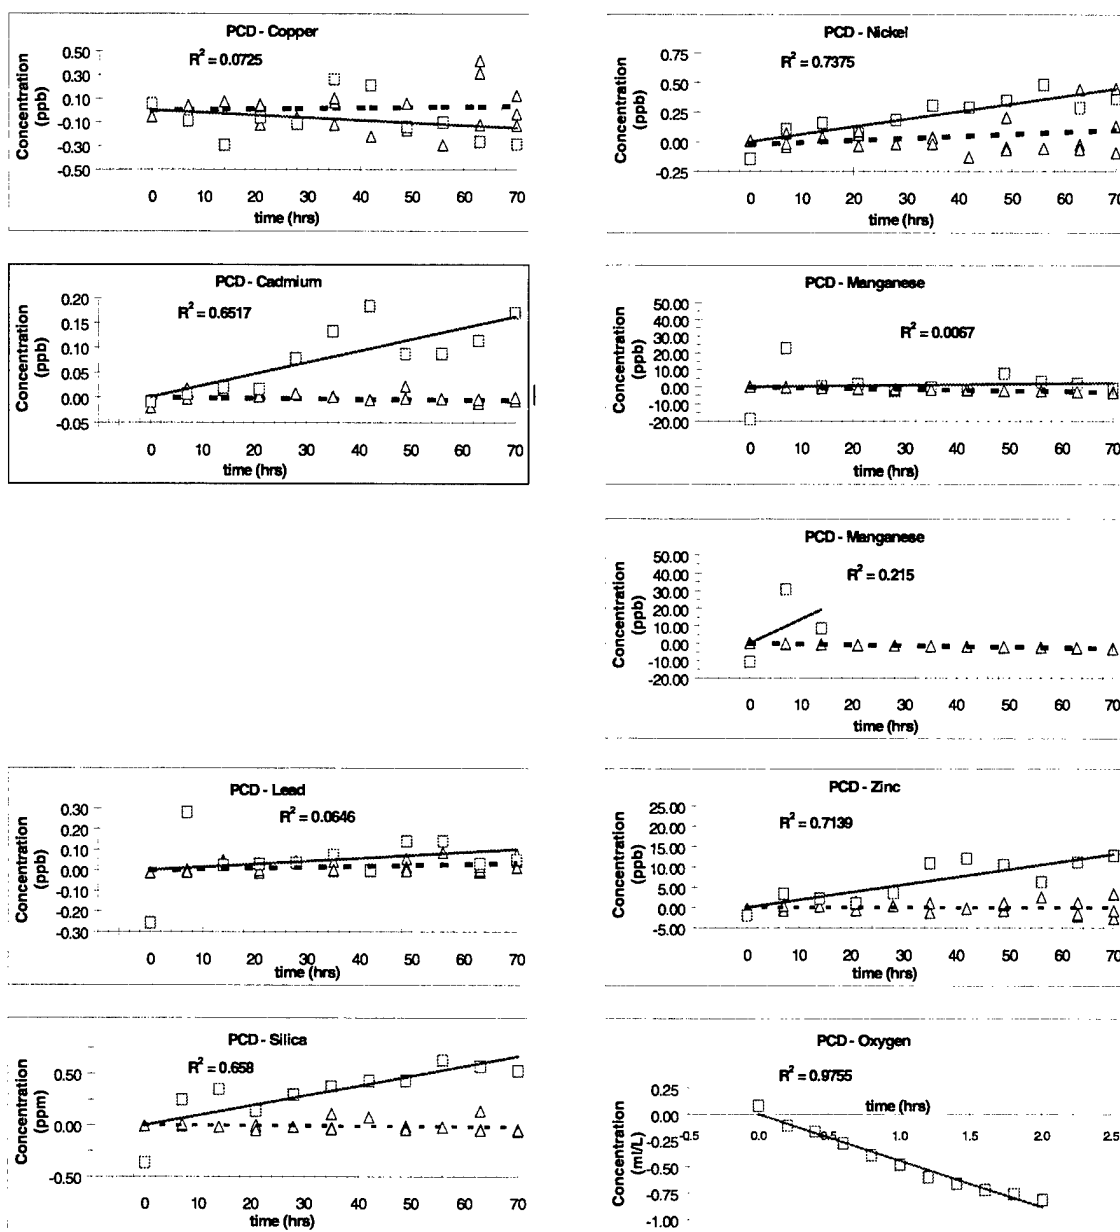 PCD - Copper
R² = 0.0725
Concentration (ppb)
0.50
0.30
0.10
-0.10
-0.30
-0.50
0 10 20 30 40 50 60 70
time (hrs)
PCD - Nickel
R² = 0.7375
Concentration (ppb)
0.75
0.50
0.25
0.00
-0.25
0 10 20 30 40 50 60 70
time (hrs)
PCD - Cadmium
R² = 0.6517
Concentration (ppb)
0.20
0.15
0.10
0.05
0.00
-0.05
0 10 20 30 40 50 60 70
time (hrs)
PCD - Manganese
R² = 0.0067
Concentration (ppb)
50.00
40.00
30.00
20.00
10.00
0.00
-10.00
-20.00
0 10 20 30 40 50 60 70
time (hrs)
PCD - Manganese
R² = 0.215
Concentration (ppb)
50.00
40.00
30.00
20.00
10.00
0.00
-10.00
-20.00
0 10 20 30 40 50 60 70
time (hrs)
PCD - Lead
R² = 0.0646
Concentration (ppb)
0.30
0.20
0.10
0.00
-0.10
-0.20
-0.30
0 10 20 30 40 50 60 70
time (hrs)
PCD - Zinc
R² = 0.7139
Concentration (ppb)
25.00
20.00
15.00
10.00
5.00
0.00
-5.00
0 10 20 30 40 50 60 70
time (hrs)
PCD - Silica
R² = 0.658
Concentration (ppm)
0.50
0.00
-0.50
0 10 20 30 40 50 60 70
time (hrs)
PCD - Oxygen
R² = 0.9755
Concentration (ml/L)
0.25
0.00
-0.25
-0.50
-0.75
-1.00
time (hrs)
-0.5 0.0 0.5 1.0 1.5 2.0 2.5